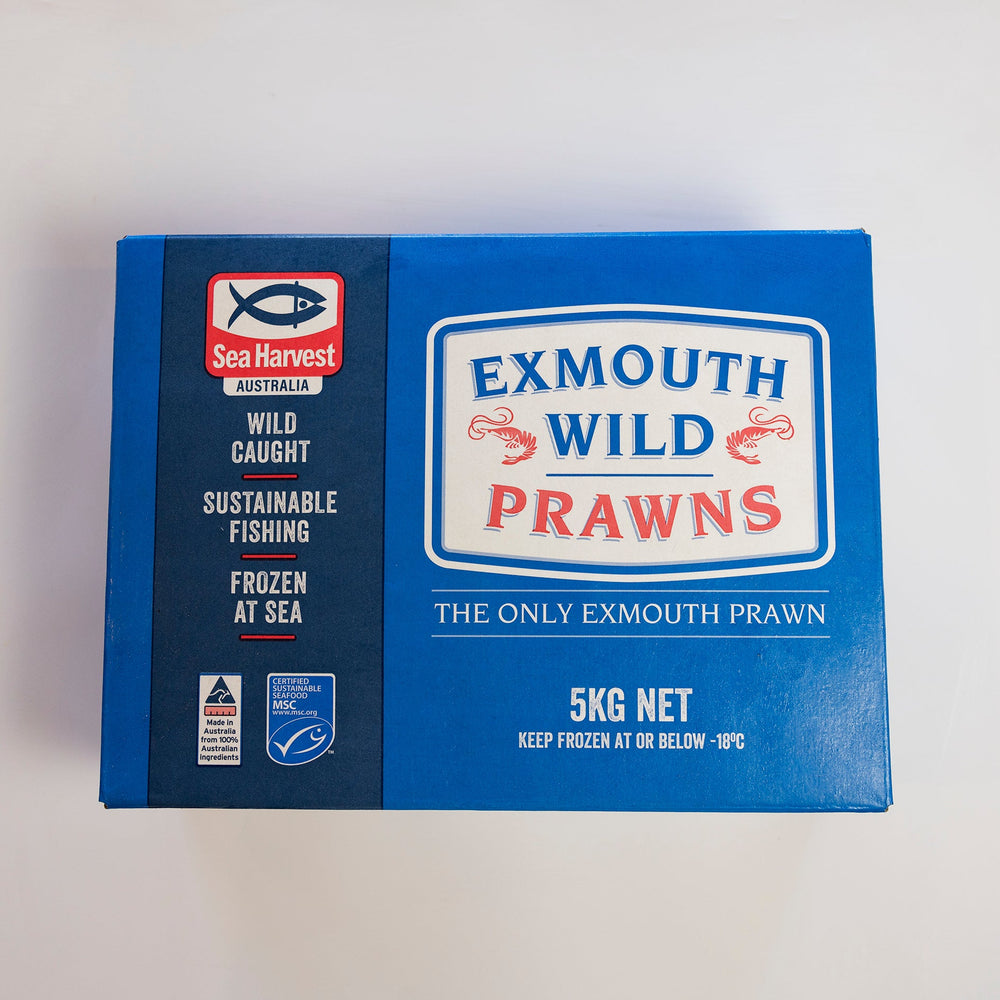 Sea Harvest
AUSTRALIA
WILD
CAUGHT
SUSTAINABLE
FISHING
FROZEN
AT SEA
Made in
Australia
from 100%
Australian
ingredients
CERTIFIED
SUSTAINABLE
SEAFOOD
MSC
www.msc.org
TM
EXMOUTH
WILD
PRAWNS
THE ONLY EXMOUTH PRAWN
5KG NET
KEEP FROZEN AT OR BELOW -18ºC